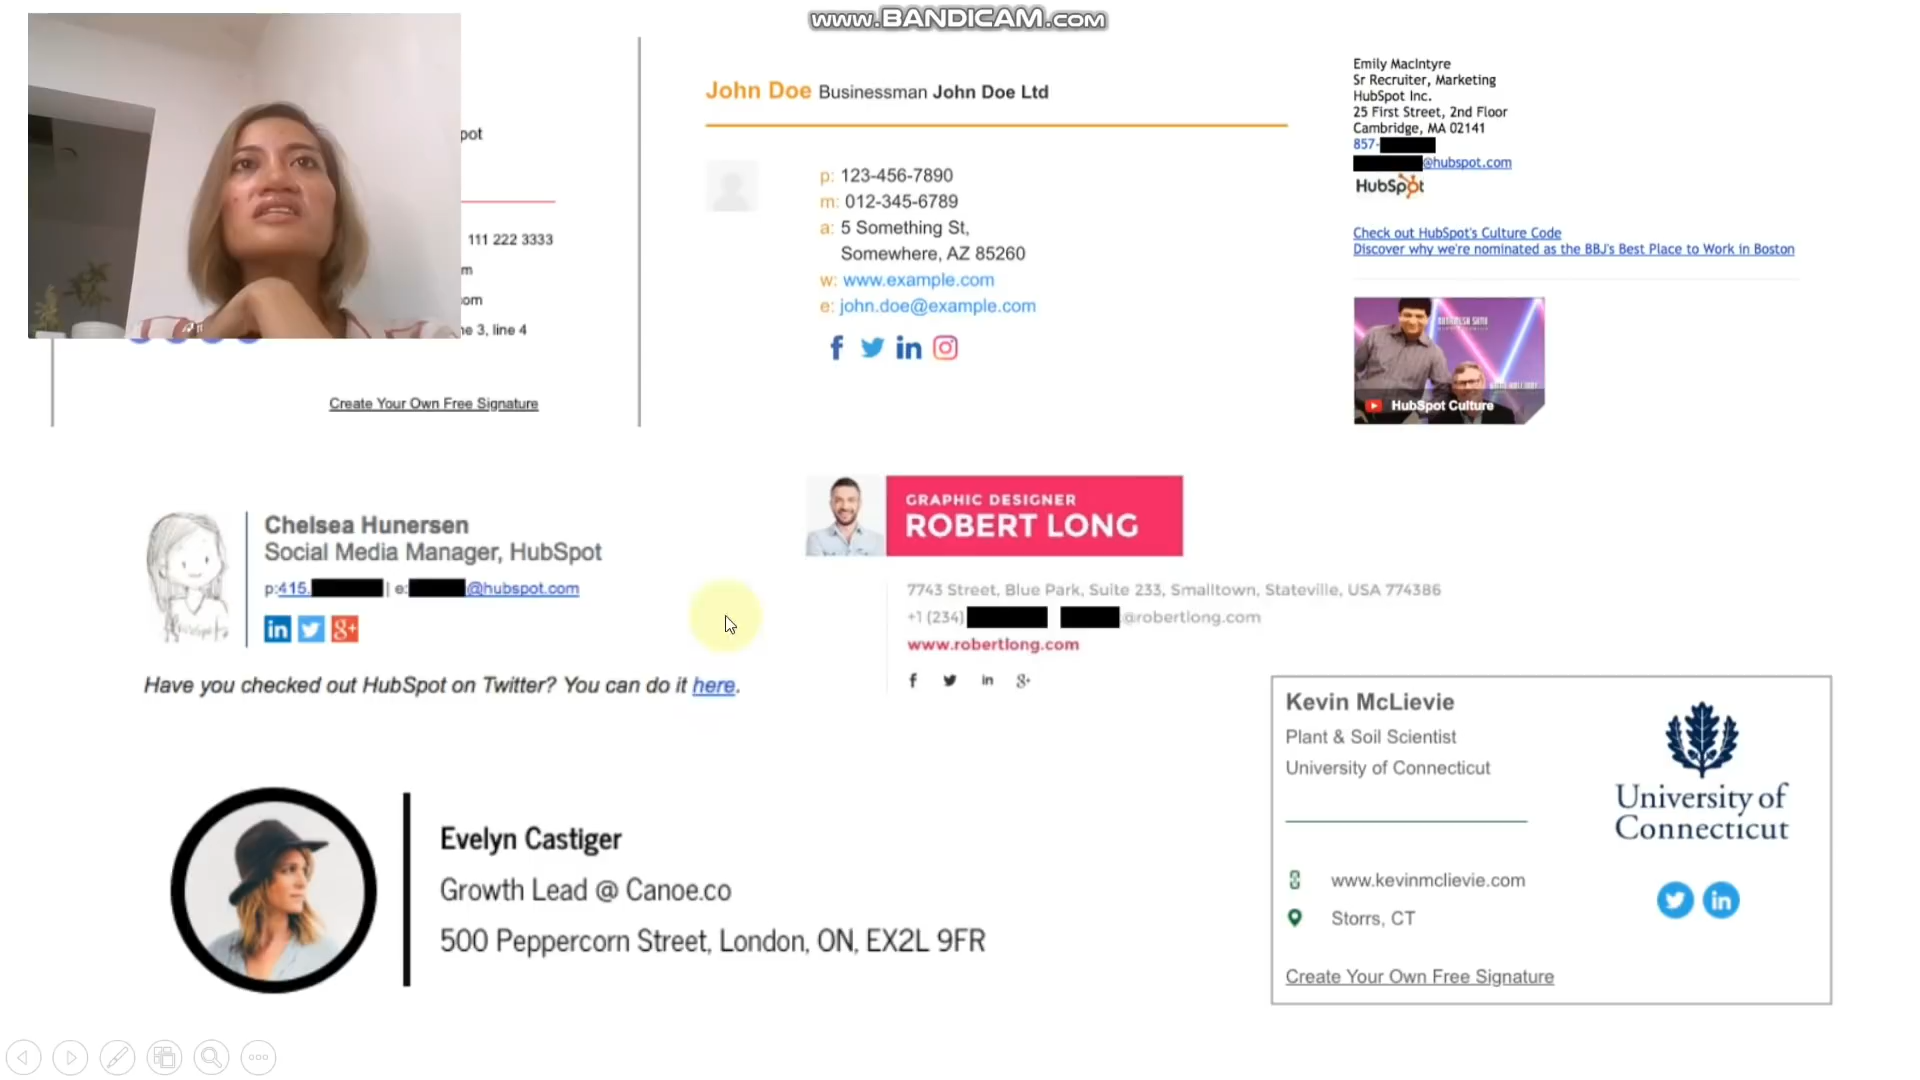 www.BANDICAM.com
pot
111 222 3333
m
om
ne 3, line 4
Create Your Own Free Signature
John Doe Businessman John Doe Ltd
p: 123-456-7890
m: 012-345-6789
a: 5 Something St,
Somewhere, AZ 85260
w: www.example.com
e: john.doe@example.com
Emily MacIntyre
Sr Recruiter, Marketing
HubSpot Inc.
25 First Street, 2nd Floor
Cambridge, MA 02141
857-
@hubspot.com
HubSpot
Check out HubSpot's Culture Code
Discover why we're nominated as the BBJ's Best Place to Work in Boston
HubSpot Culture
Chelsea Hunersen
Social Media Manager, HubSpot
p:415. | e: @hubspot.com
in g+
Have you checked out HubSpot on Twitter? You can do it here.
GRAPHIC DESIGNER
ROBERT LONG
7743 Street, Blue Park, Suite 233, Smalltown, Stateville, USA 774386
+1 (234) @robertlong.com
www.robertlong.com
f in g+
Evelyn Castiger
Growth Lead @ Canoe.co
500 Peppercorn Street, London, ON, EX2L 9FR
Kevin McLievie
Plant & Soil Scientist
University of Connecticut
www.kevinmclievie.com
Storrs, CT
Create Your Own Free Signature
University of
Connecticut
in